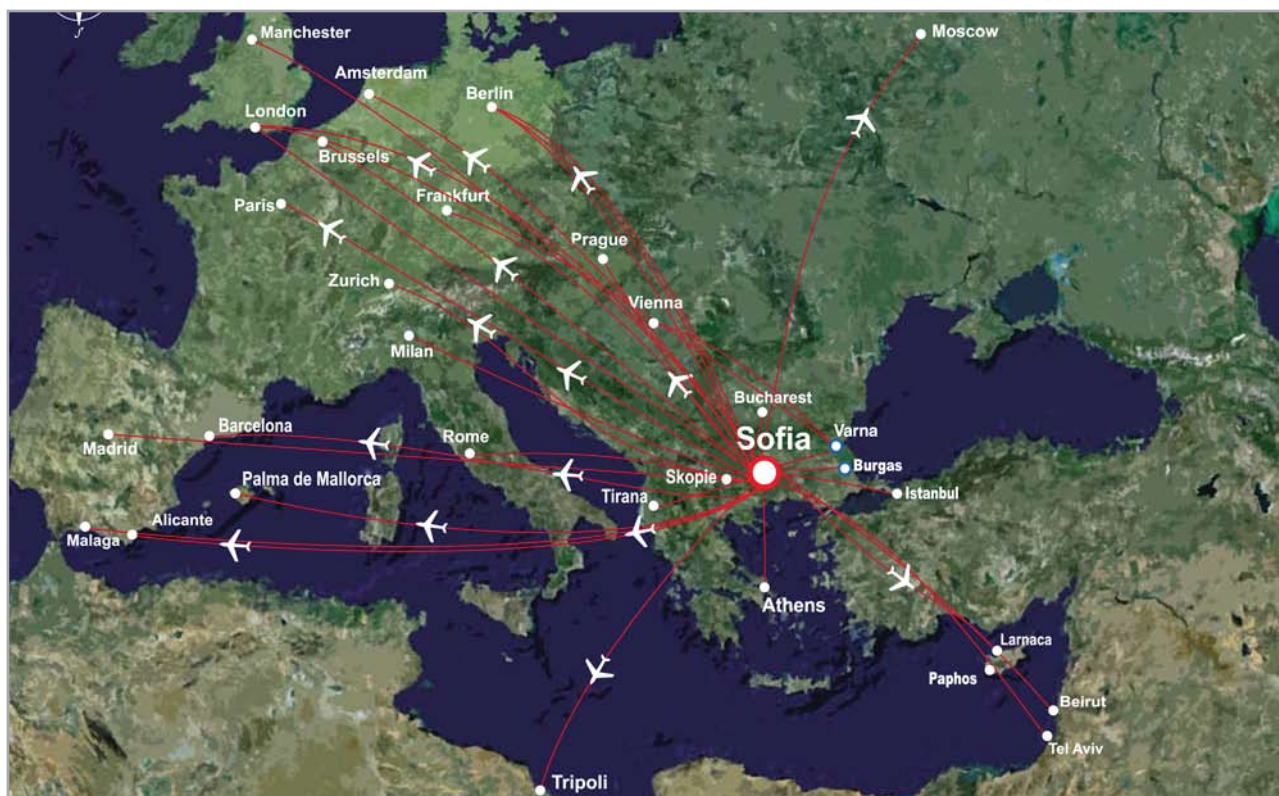 S
Manchester
Moscow
Amsterdam
Berlin
London
Brussels
Frankfurt
Paris
Prague
Zurich
Vienna
Milan
Bucharest
Barcelona
Rome
Sofia
Varna
Madrid
Skopie
Burgas
Palma de Mallorca
Tirana
Istanbul
Alicante
Malaga
Athens
Larnaca
Paphos
Beirut
Tel Aviv
Tripoli